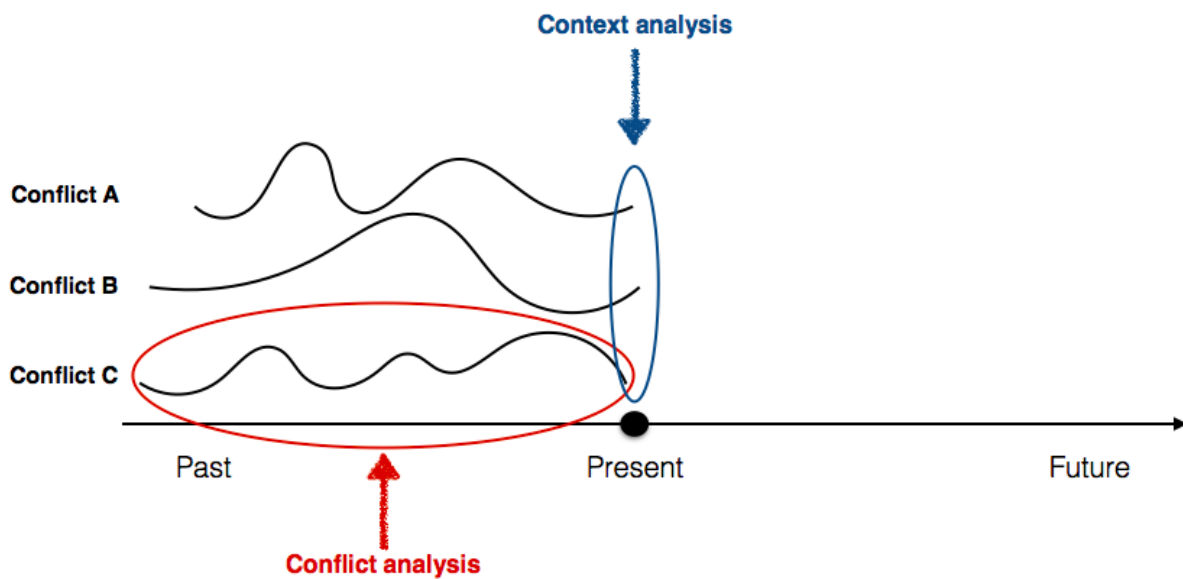 Context analysis
Conflict A
Conflict B
Conflict C
Past Present Future
Conflict analysis